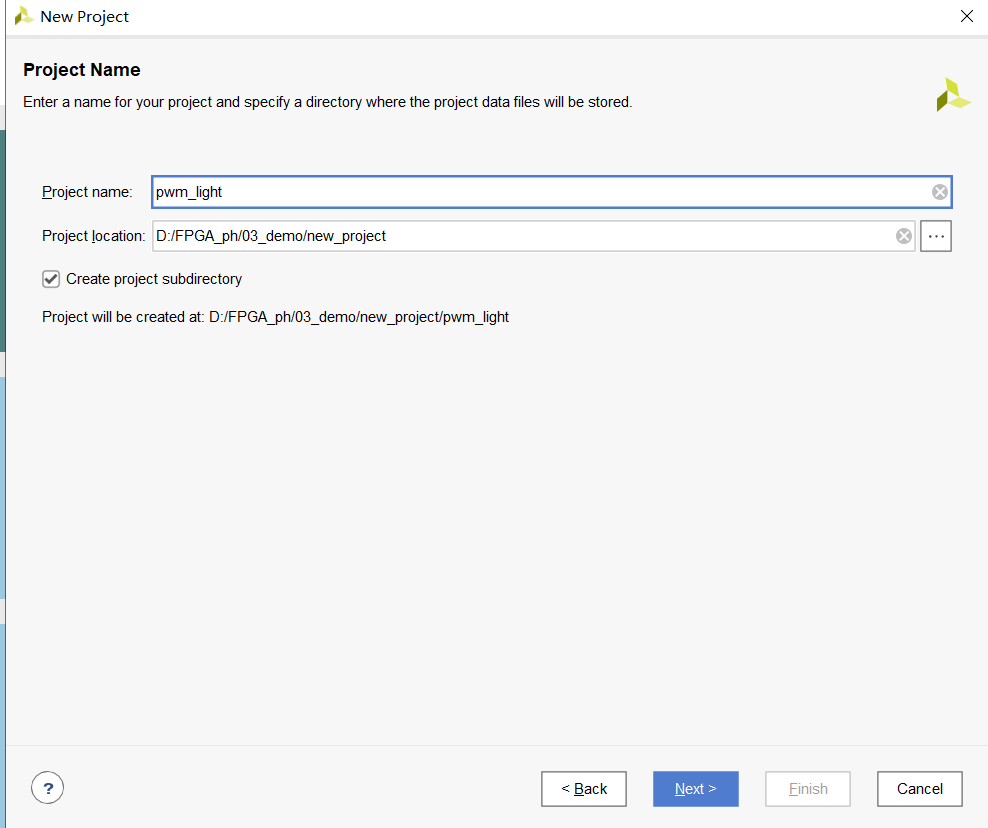 New Project
Project Name
Enter a name for your project and specify a directory where the project data files will be stored.
Project name: pwm_light
Project location: D:/FPGA_ph/03_demo/new_project
...
Create project subdirectory
Project will be created at: D:/FPGA_ph/03_demo/new_project/pwm_light
? < Back Next > Finish Cancel